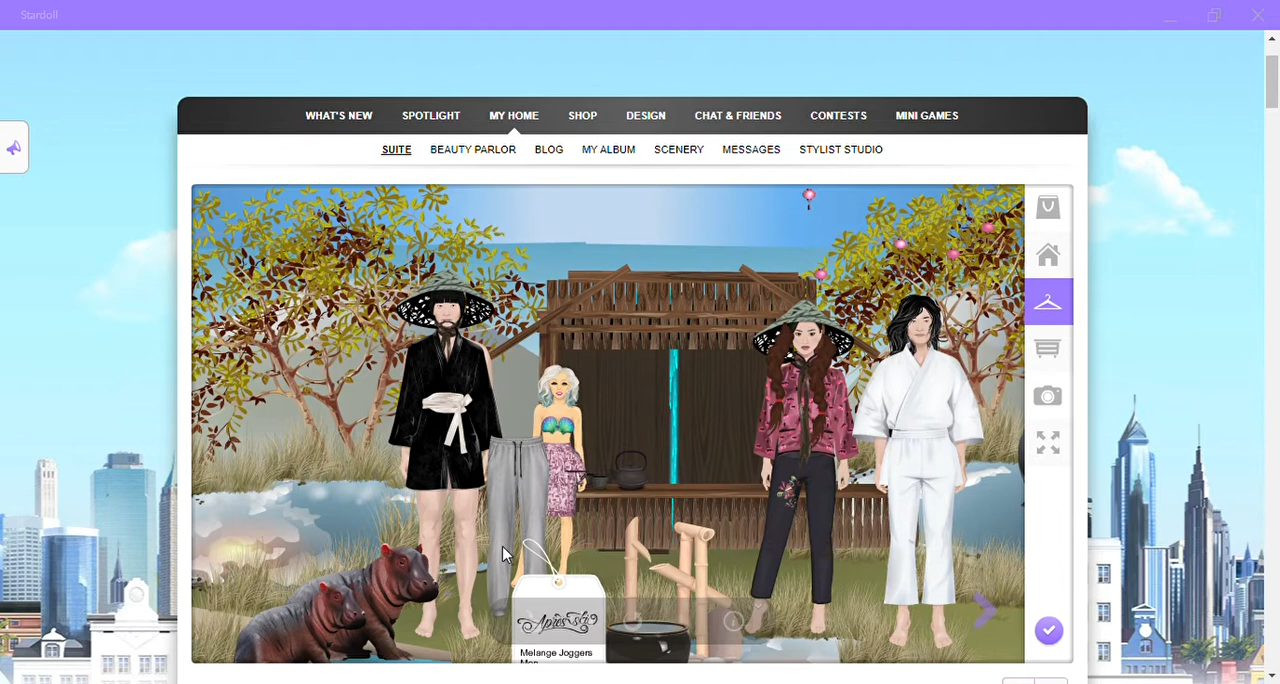 Stardoll
WHAT'S NEW SPOTLIGHT MY HOME SHOP DESIGN CHAT & FRIENDS CONTESTS MINI GAMES
SUITE BEAUTY PARLOR BLOG MY ALBUM SCENERY MESSAGES STYLIST STUDIO
Melange Joggers
Men